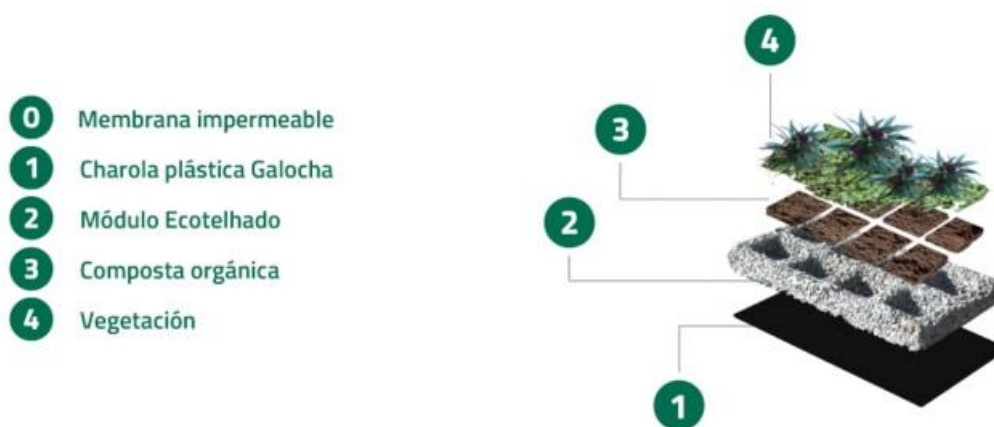 0 Membrana impermeable
1 Charola plástica Galocha
2 Módulo Ecotelhado
3 Composta orgánica
4 Vegetación
4
3
2
1